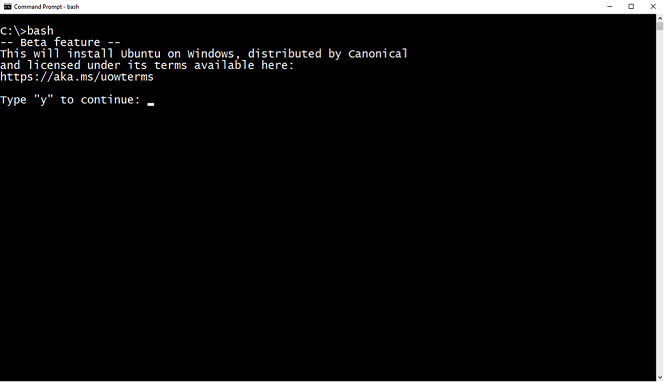 Command Prompt - bash
C:\>bash
-- Beta feature --
This will install Ubuntu on Windows, distributed by Canonical
and licensed under its terms available here:
https://aka.ms/uowterms
Type "y" to continue: